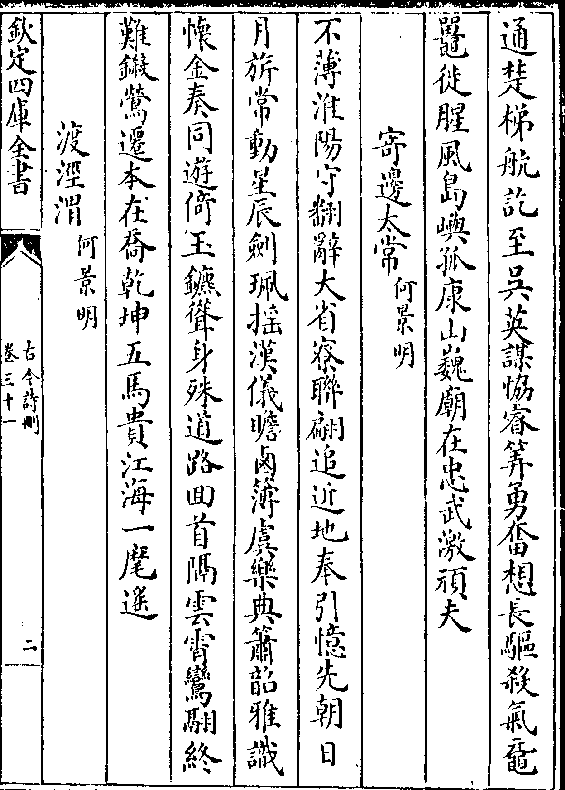 通楚梯航訖至呉英謀恊睿筭勇奮想長驅殺氣黿
鼉徙腥風島嶼孤康山巍廟在忠武激頑夫
寄邊太常何景明
不薄淮陽守翻辭大省寮聯翩追近地奉引憶先朝日
月旂常動星辰劍珮揺漢儀瞻鹵簿虞樂典簫韶雅識
懷金奏同遊倚玉鑣聳身殊道路回首隔雲霄鸞翮終
難鎩鶯遷本在喬乾坤五馬貴江海一麾遥
渡涇渭何景明
欽定四庫全書
古今詩刪
卷三十一
二